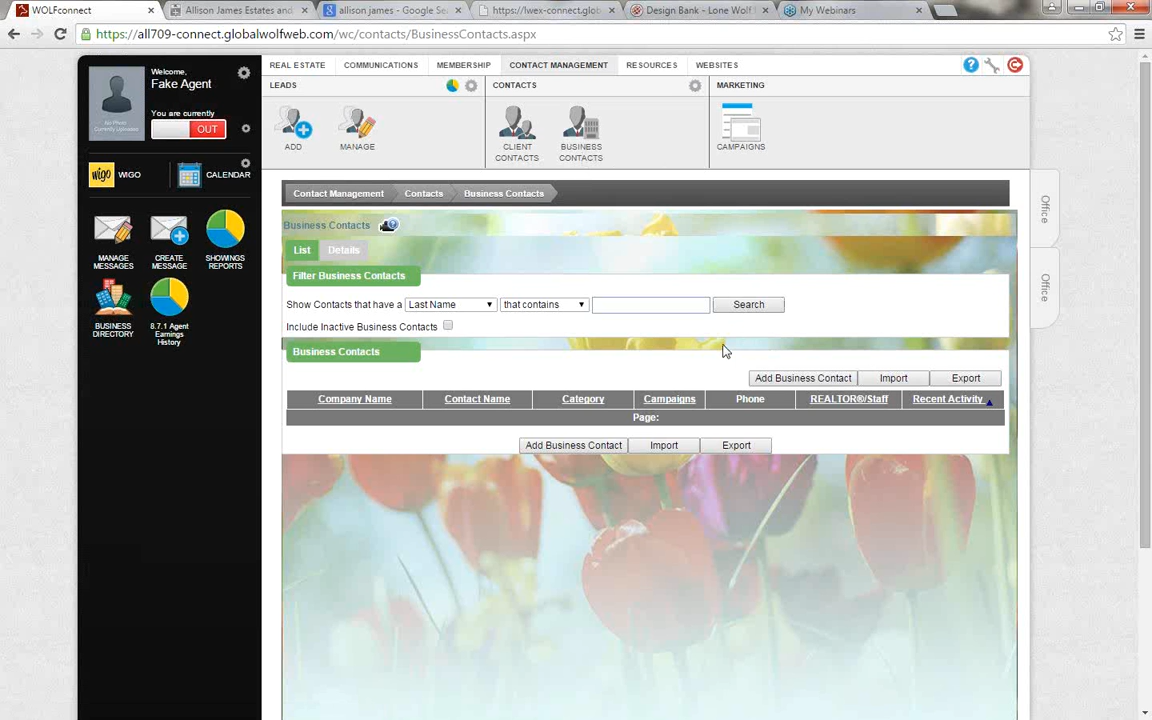 WOLFconnect
Allison James Estates and
allison james - Google Se
https://lwex-connect.glob
Design Bank - Lone Wolf
My Webinars
https://all709-connect.globalwolfweb.com/wc/contacts/BusinessContacts.aspx
No Photo
Currently Uploaded
Welcome,
Fake Agent
You are currently
OUT
wigo
WIGO
CALENDAR
MANAGE
MESSAGES
CREATE
MESSAGE
SHOWINGS
REPORTS
BUSINESS
DIRECTORY
8.7.1 Agent
Earnings
History
REAL ESTATE
COMMUNICATIONS
MEMBERSHIP
CONTACT MANAGEMENT
RESOURCES
WEBSITES
LEADS
CONTACTS
MARKETING
ADD
MANAGE
CLIENT
CONTACTS
BUSINESS
CONTACTS
CAMPAIGNS
Contact Management
Contacts
Business Contacts
Business Contacts
List
Details
Filter Business Contacts
Show Contacts that have a
Last Name
that contains
Search
Include Inactive Business Contacts
Business Contacts
Add Business Contact
Import
Export
Company Name
Contact Name
Category
Campaigns
Phone
REALTOR®/Staff
Recent Activity
Page:
Add Business Contact
Import
Export
Office
Office